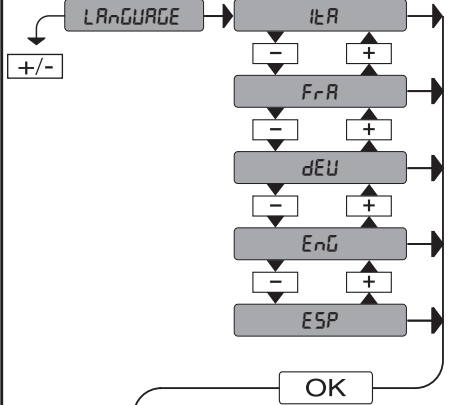 LAnGUAGE
ItA
+/-
- +
FrA
- +
dEU
- +
EnG
- +
ESP
OK